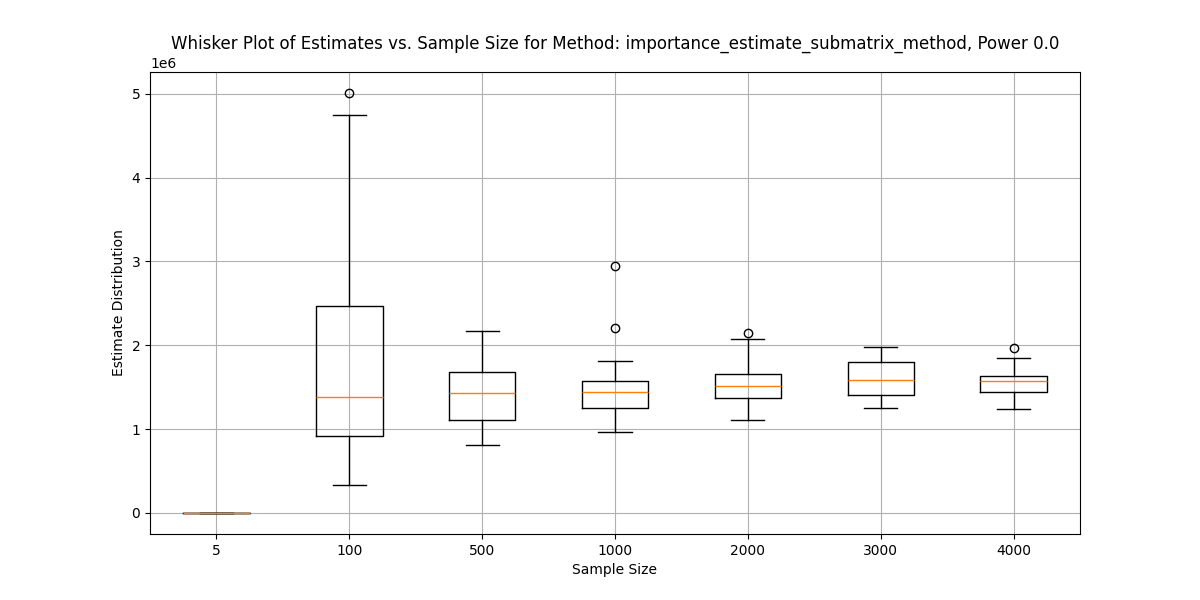 Whisker Plot of Estimates vs. Sample Size for Method: importance_estimate_submatrix_method, Power 0.0
1e6
5
4
3
2
1
0
Estimate Distribution
5 100 500 1000 2000 3000 4000
Sample Size